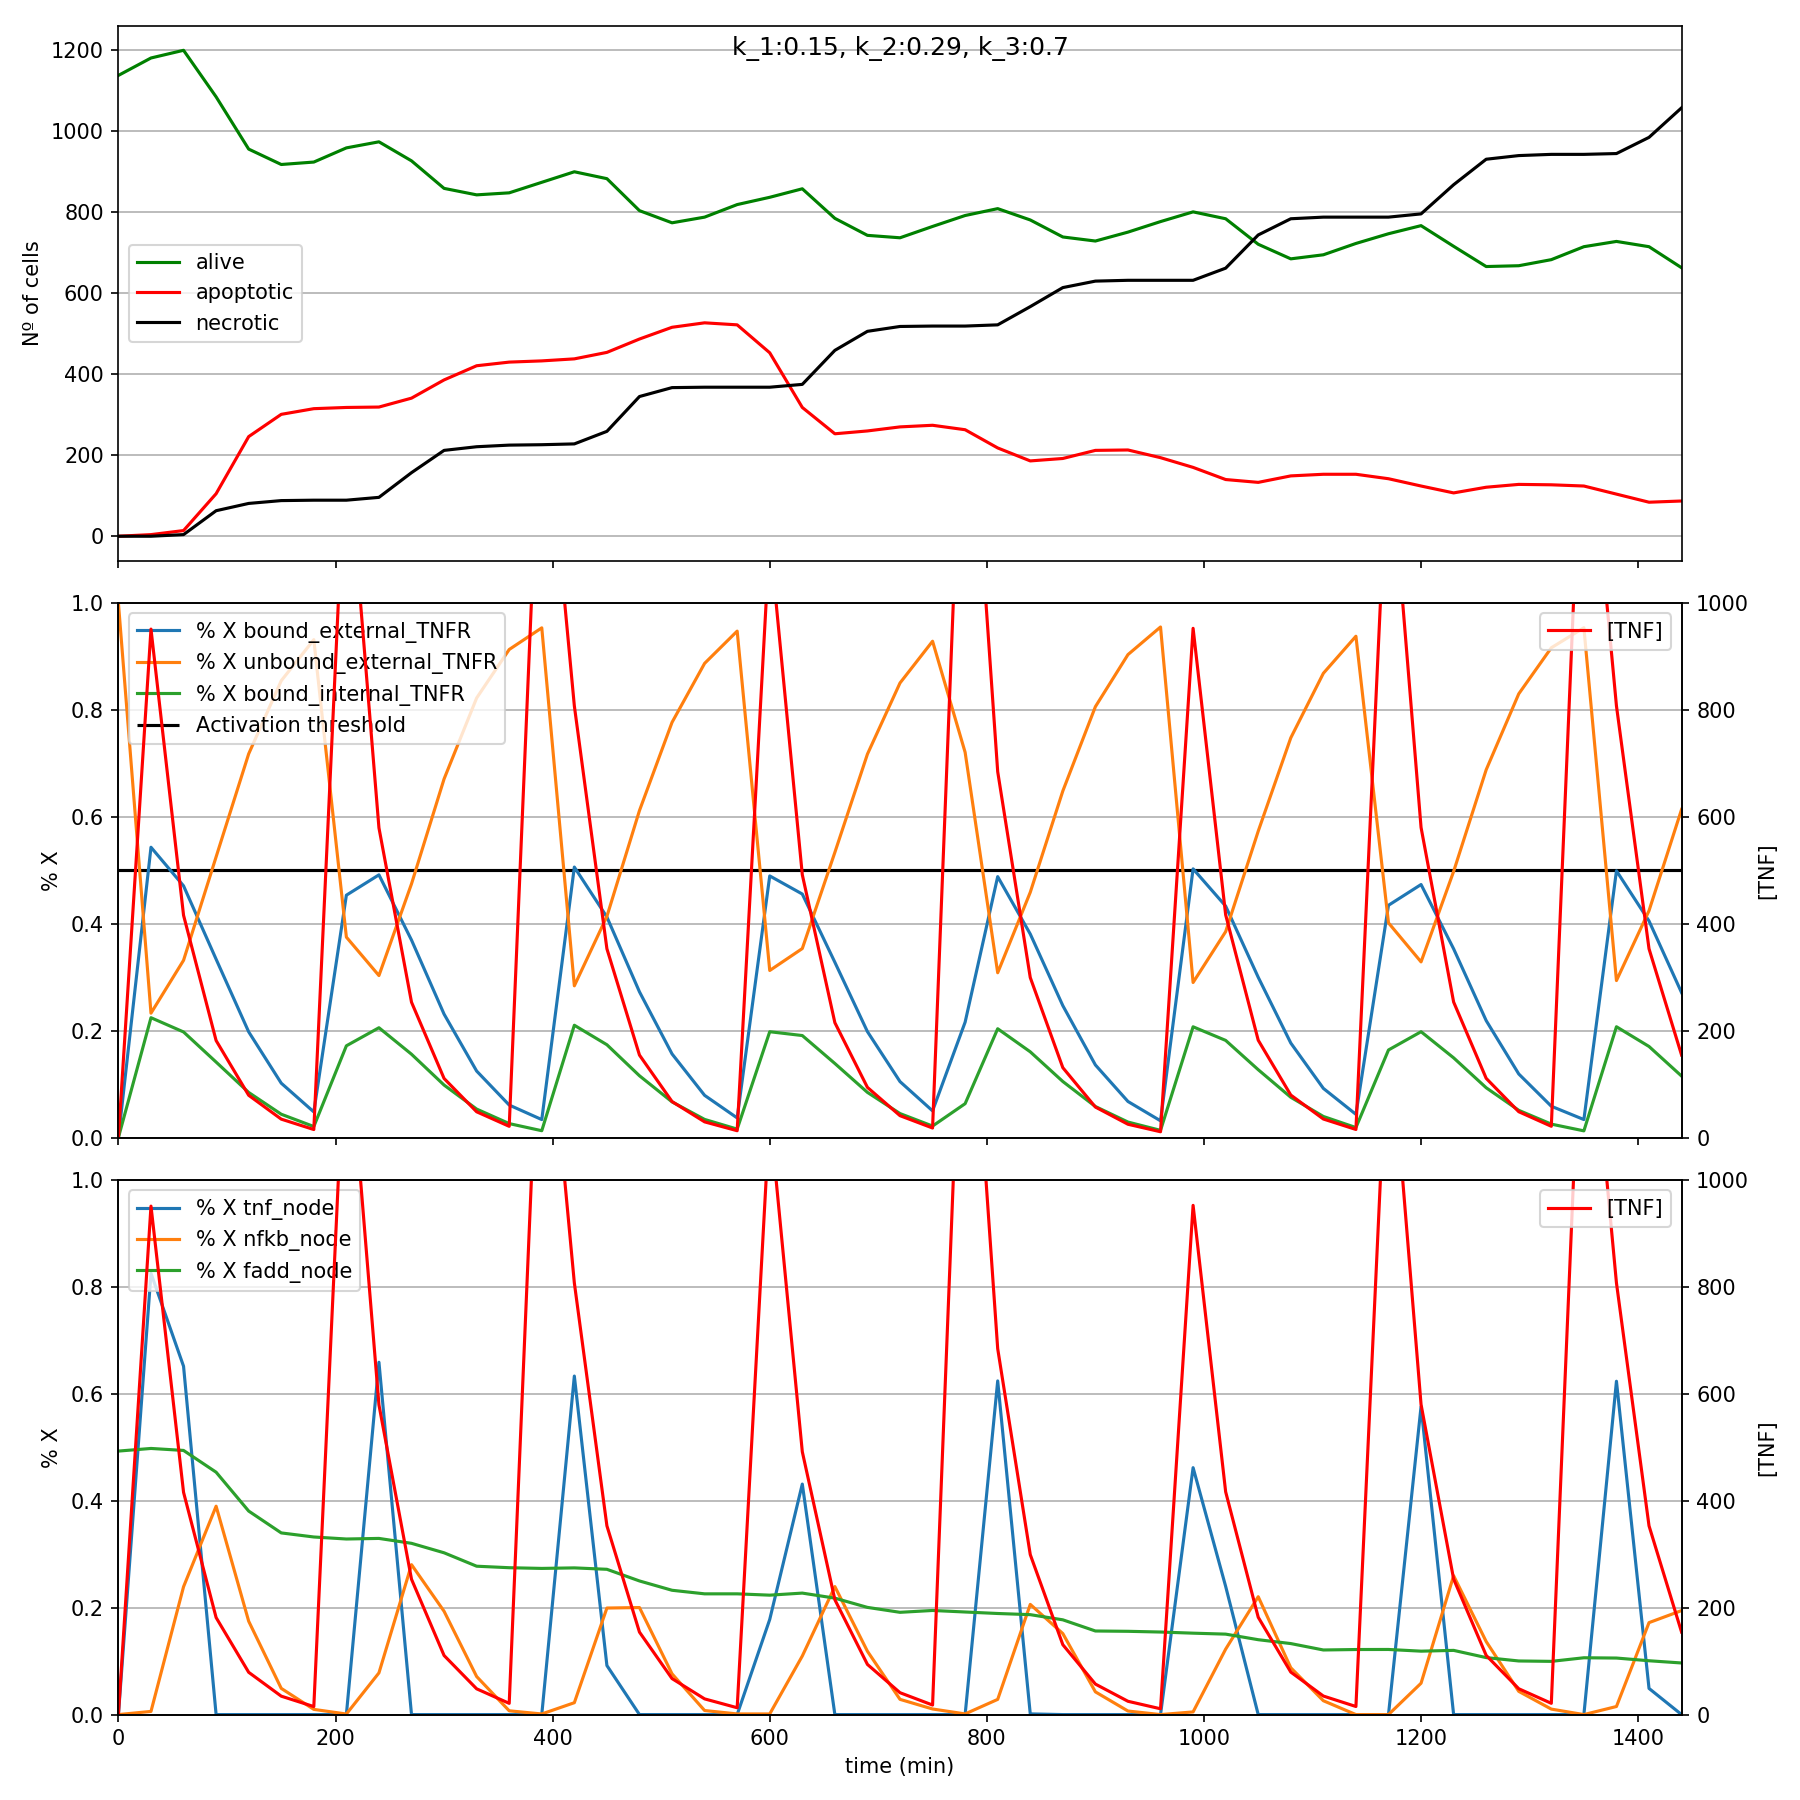 k_1:0.15, k_2:0.29, k_3:0.7
1200
1000
800
600
400
200
0
Nº of cells
alive
apoptotic
necrotic
1.0
0.8
0.6
0.4
0.2
0.0
% X
% X bound_external_TNFR
% X unbound_external_TNFR
% X bound_internal_TNFR
Activation threshold
[TNF]
1000
800
600
400
200
0
[TNF]
1.0
0.8
0.6
0.4
0.2
0.0
% X
% X tnf_node
% X nfkb_node
% X fadd_node
[TNF]
1000
800
600
400
200
0
[TNF]
0 200 400 600 800 1000 1200 1400
time (min)